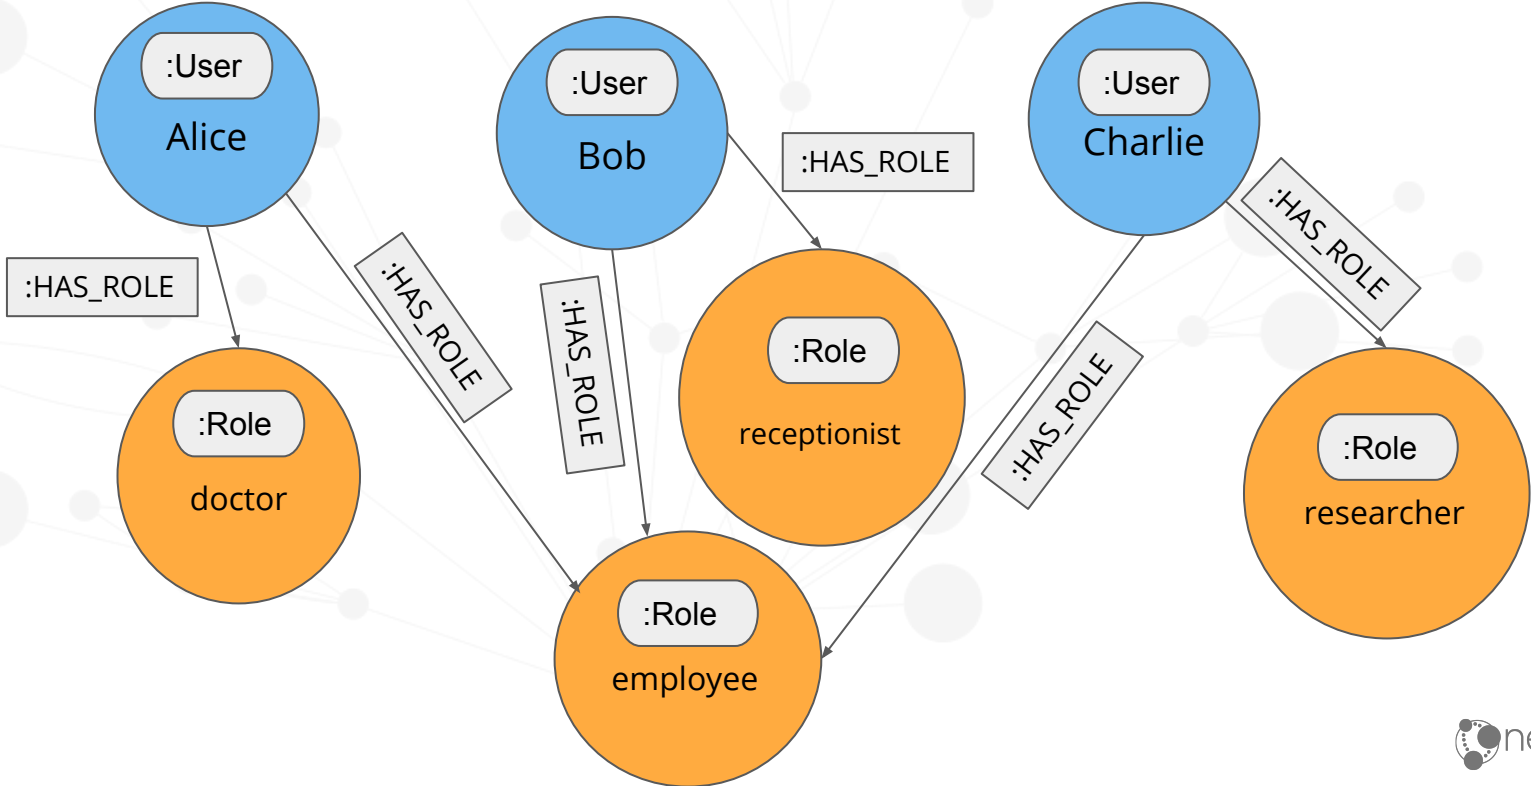 :User
Alice
:User
Bob
:User
Charlie
:HAS_ROLE
:HAS_ROLE
:HAS_ROLE
:HAS_ROLE
:HAS_ROLE
:HAS_ROLE
:Role
doctor
:Role
receptionist
:Role
researcher
:Role
employee